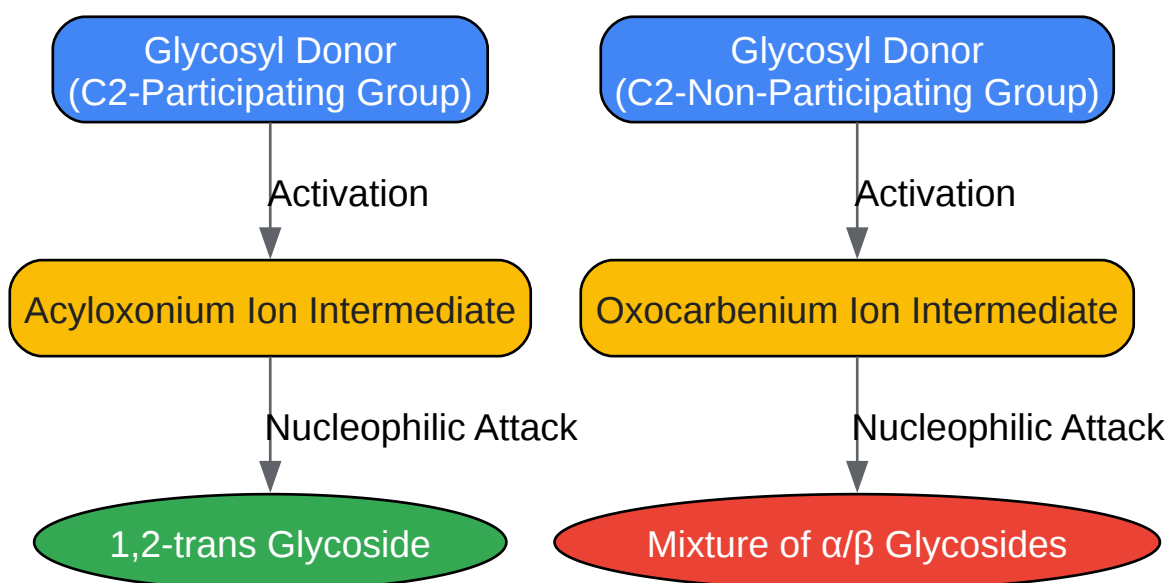 Glycosyl Donor
(C2-Participating Group)
Activation
Acyloxonium Ion Intermediate
Nucleophilic Attack
1,2-trans Glycoside
Glycosyl Donor
(C2-Non-Participating Group)
Activation
Oxocarbenium Ion Intermediate
Nucleophilic Attack
Mixture of α/β Glycosides